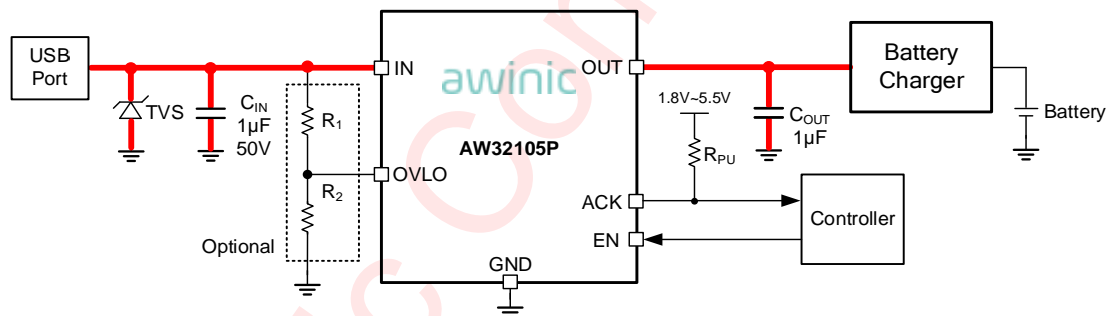 USB
Port
TVS
CIN
1µF
50V
R1
R2
Optional
IN
OVLO
GND
awinic
AW32105P
OUT
ACK
EN
1.8V~5.5V
RPU
COUT
1µF
Battery
Charger
Battery
Controller